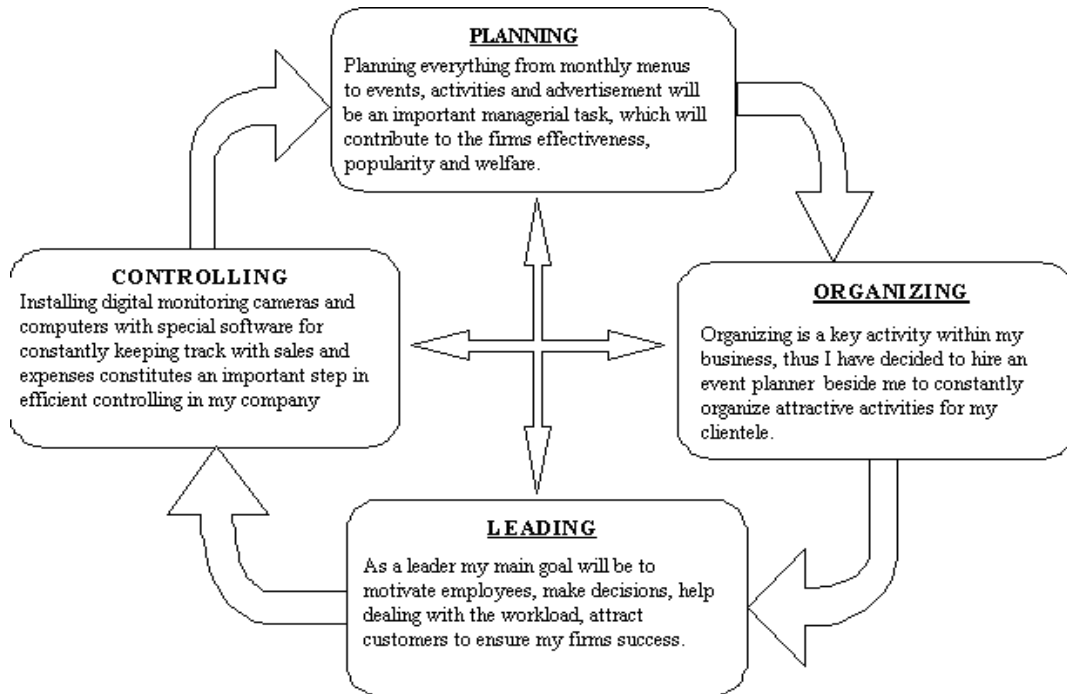 PLANNING
Planning everything from monthly menus
to events, activities and advertisement will
be an important managerial task, which will
contribute to the firms effectiveness,
popularity and welfare.
CONTROLLING
Installing digital monitoring cameras and
computers with special software for
constantly keeping track with sales and
expenses constitutes an important step in
efficient controlling in my company
ORGANIZING
Organizing is a key activity within my
business, thus I have decided to hire an
event planner beside me to constantly
organize attractive activities for my
clientele.
LEADING
As a leader my main goal will be to
motivate employees, make decisions, help
dealing with the workload, attract
customers to ensure my firms success.